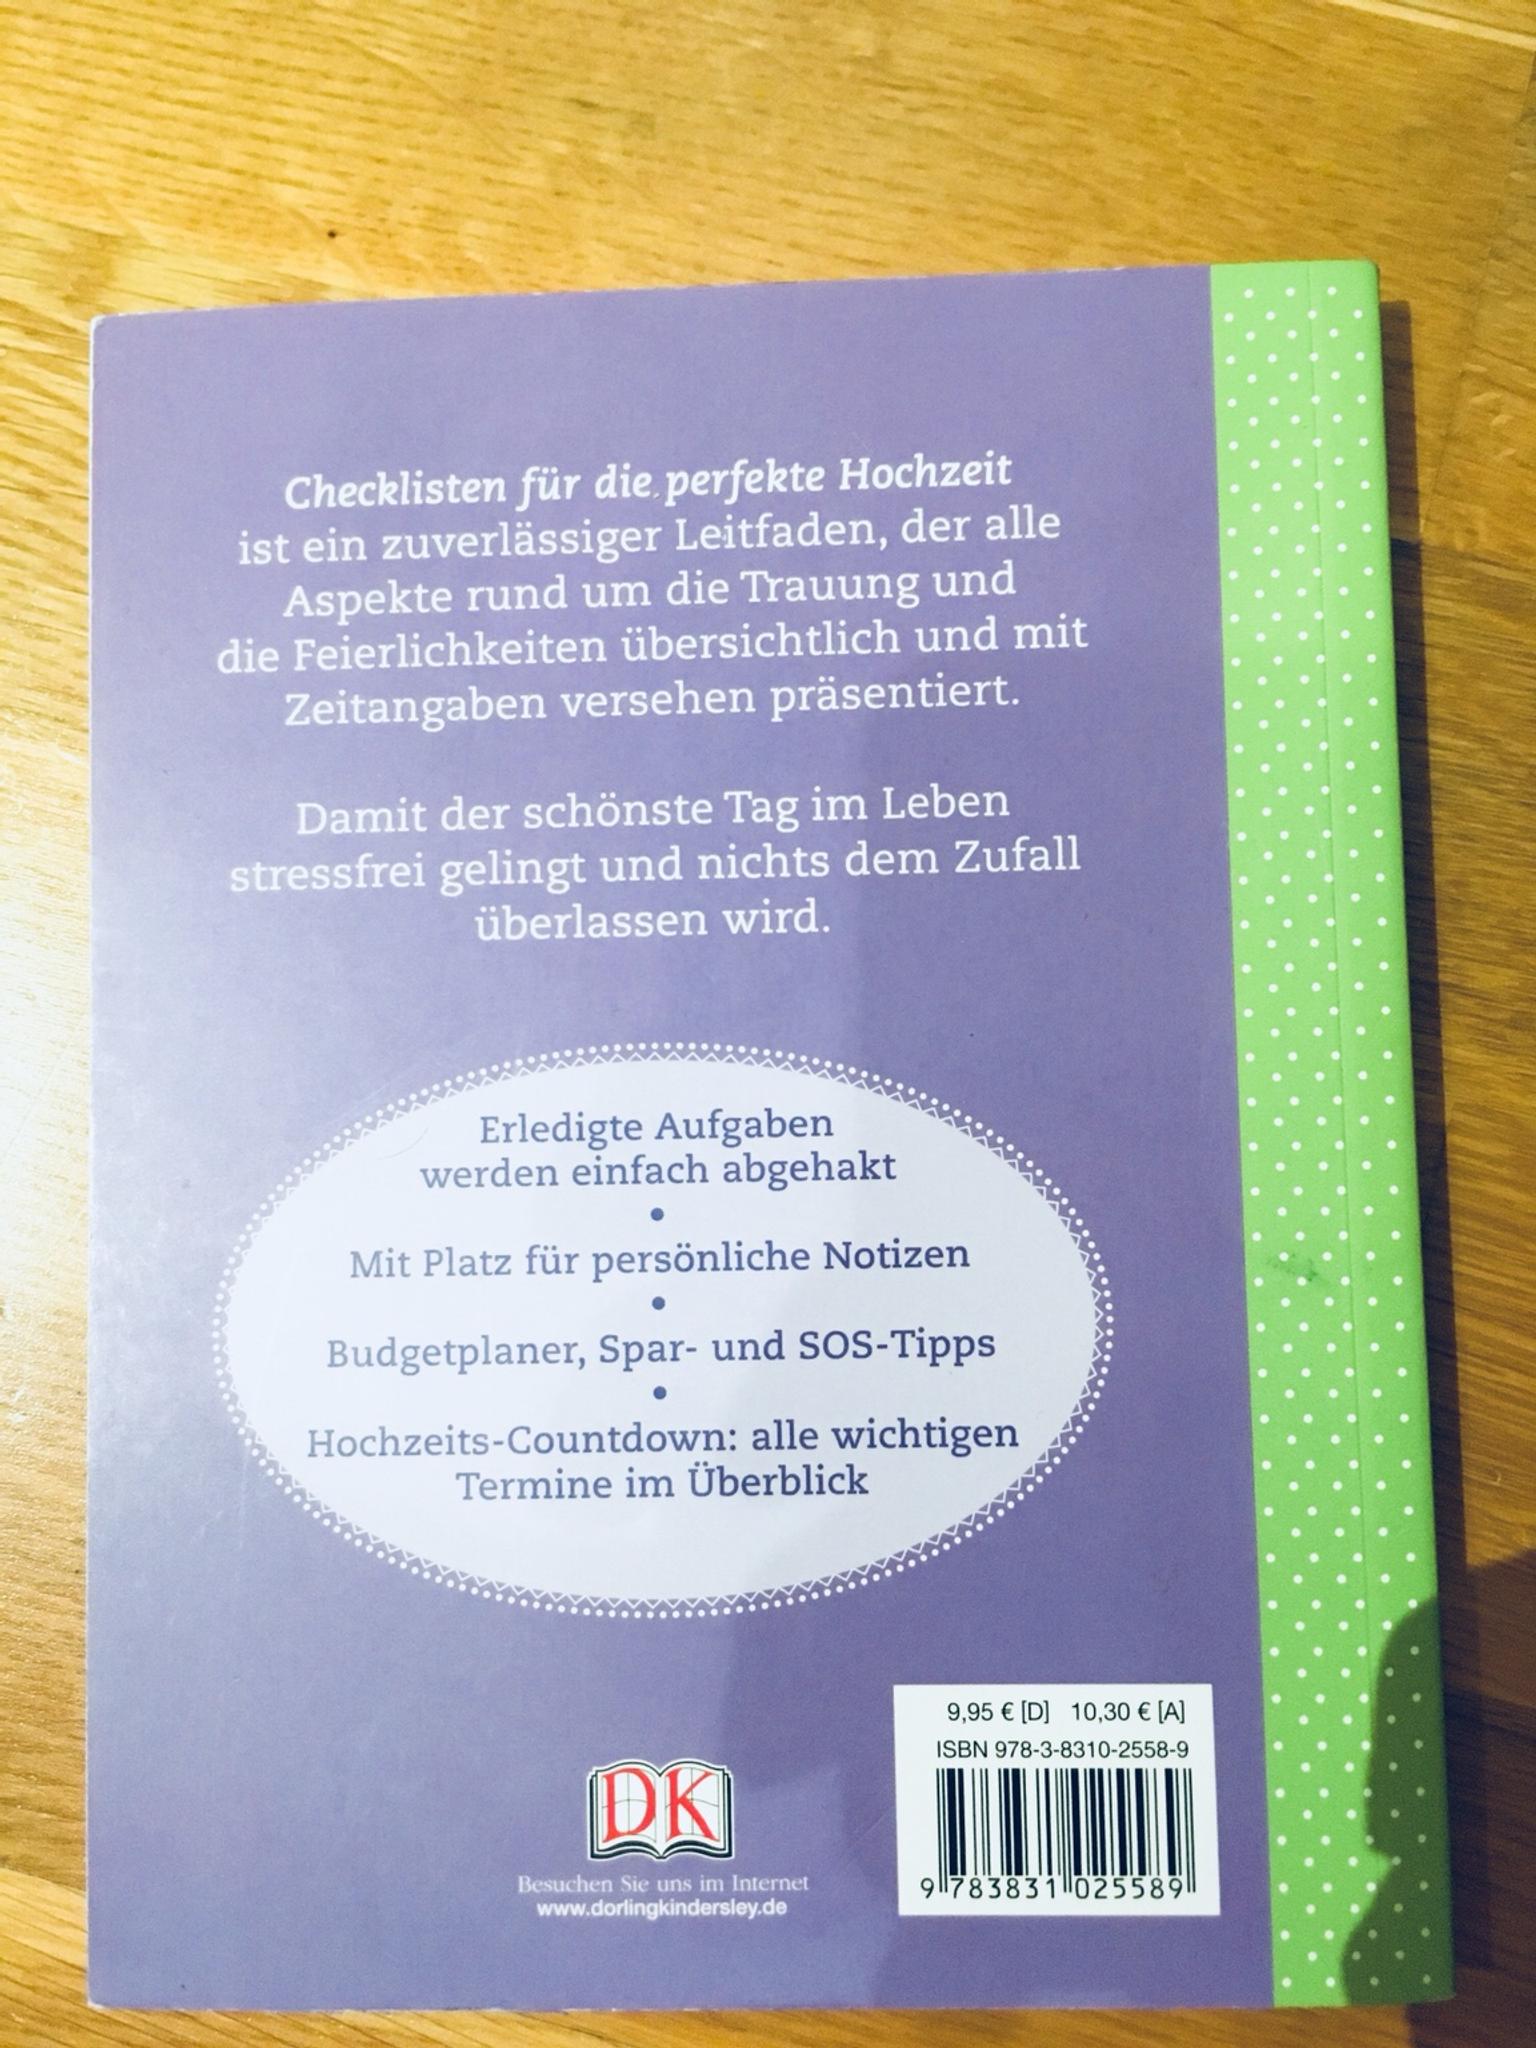 Checklisten für die perfekte Hochzeit
ist ein zuverlässiger Leitfaden, der alle
Aspekte rund um die Trauung und
die Feierlichkeiten übersichtlich und mit
Zeitangaben versehen präsentiert.
Damit der schönste Tag im Leben
stressfrei gelingt und nichts dem Zufall
überlassen wird.
Erledigte Aufgaben
werden einfach abgehakt
•
Mit Platz für persönliche Notizen
•
Budgetplaner, Spar- und SOS-Tipps
•
Hochzeits-Countdown: alle wichtigen
Termine im Überblick
DK
Besuchen Sie uns im Internet
www.dorlingkindersley.de
9,95 € [D] 10,30 € [A]
ISBN 978-3-8310-2558-9
9 783831 025589